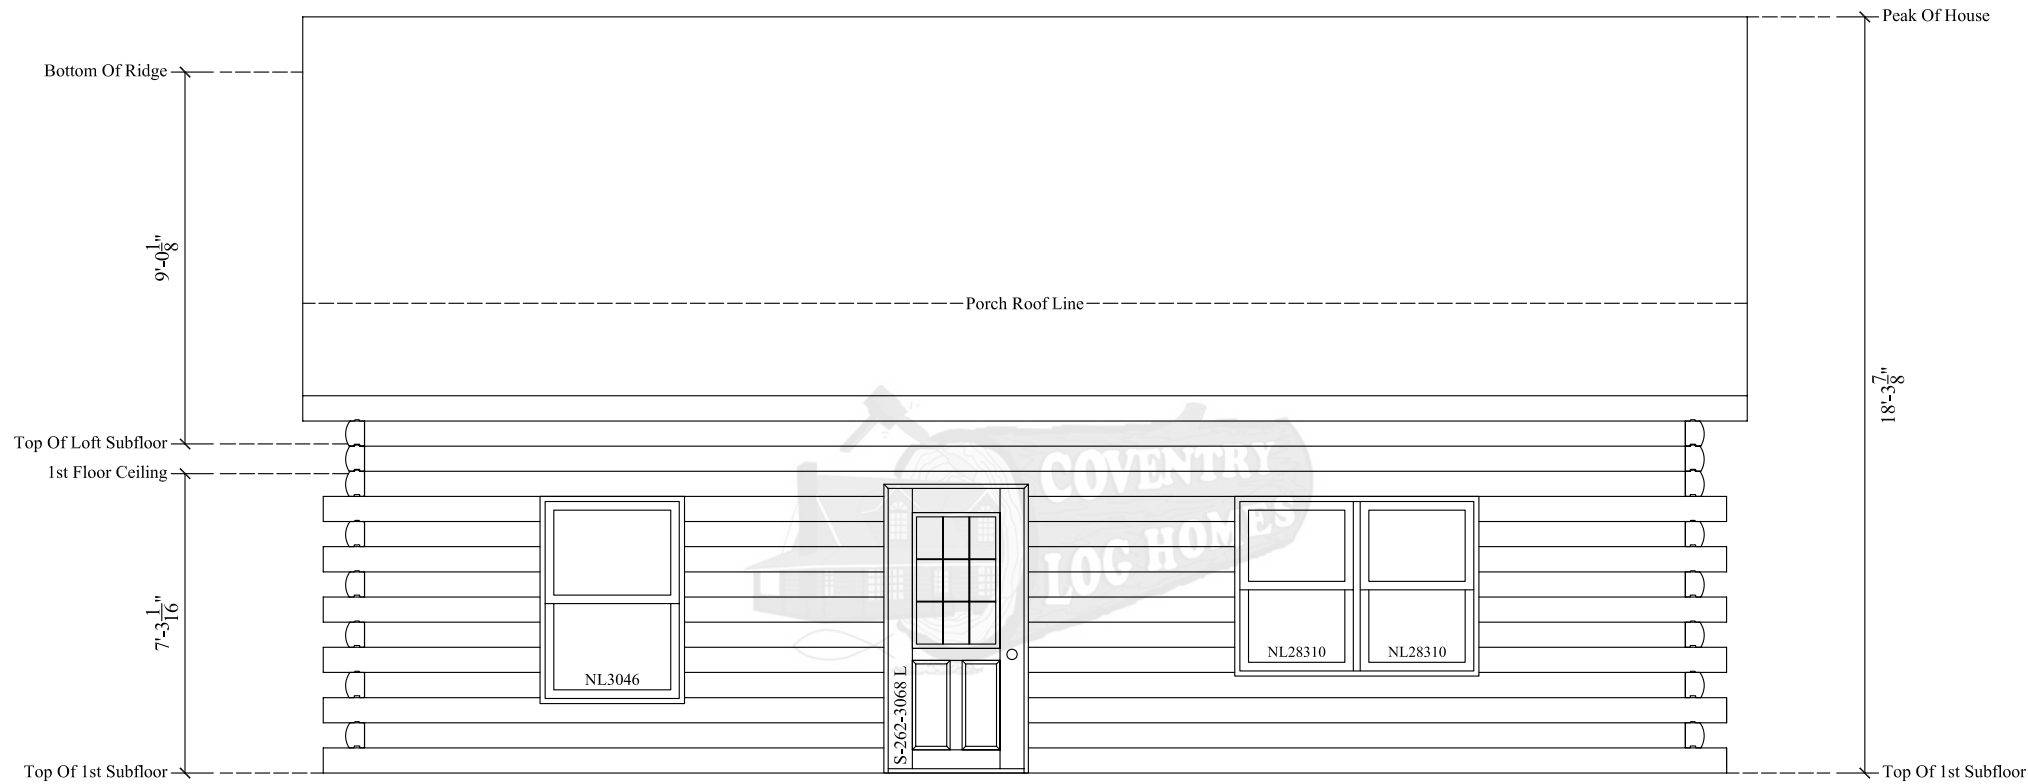 Peak Of House
Bottom Of Ridge
9'-0 1/8"
Porch Roof Line
18'-3 7/8"
Top Of Loft Subfloor
1st Floor Ceiling
COVENTRY
LOG HOMES
7'-3 1/16"
NL3046
S-262-3068 L
NL28310 NL28310
Top Of 1st Subfloor
Top Of 1st Subfloor